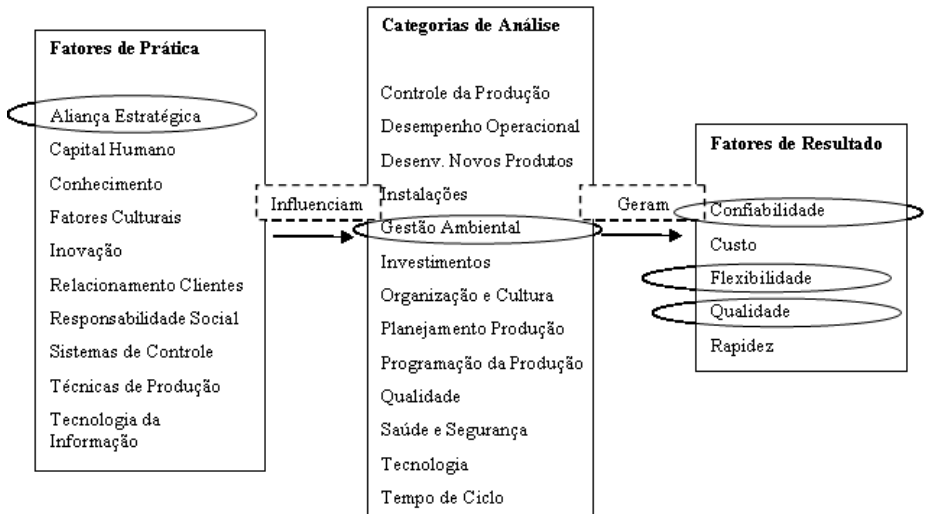 Fatores de Prática
Aliança Estratégica
Capital Humano
Conhecimento
Fatores Culturais
Inovação
Relacionamento Clientes
Responsabilidade Social
Sistemas de Controle
Técnicas de Produção
Tecnologia da
Informação
Influenciam
Categorias de Análise
Controle da Produção
Desempenho Operacional
Desenv. Novos Produtos
Instalações
Gestão Ambiental
Investimentos
Organização e Cultura
Planejamento Produção
Programação da Produção
Qualidade
Saúde e Segurança
Tecnologia
Tempo de Ciclo
Geram
Fatores de Resultado
Confiabilidade
Custo
Flexibilidade
Qualidade
Rapidez